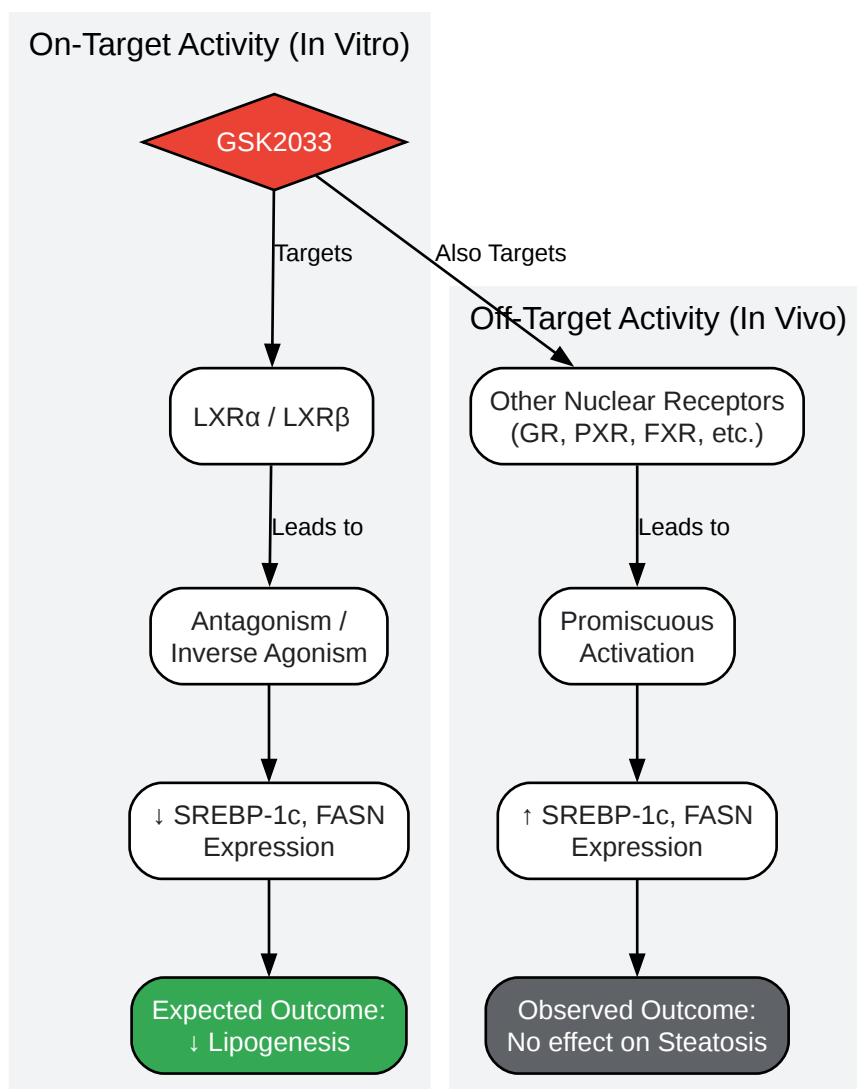 On-Target Activity (In Vitro)
GSK2033
Targets
Also Targets
Off-Target Activity (In Vivo)
LXRα / LXRβ
Other Nuclear Receptors
(GR, PXR, FXR, etc.)
Leads to
Leads to
Antagonism /
Inverse Agonism
Promiscuous
Activation
↓ SREBP-1c, FASN
Expression
↑ SREBP-1c, FASN
Expression
Expected Outcome:
↓ Lipogenesis
Observed Outcome:
No effect on Steatosis